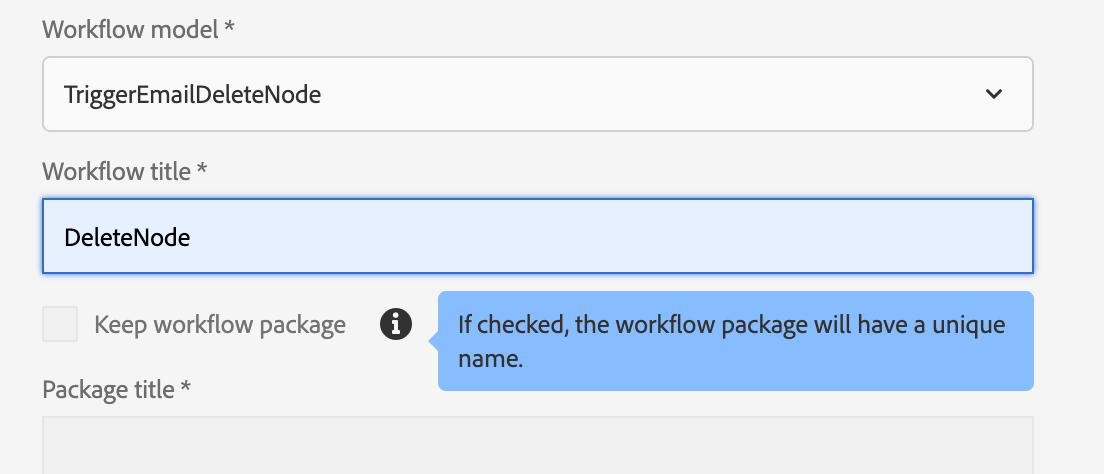 Workflow model *
TriggerEmailDeleteNode
Workflow title *
DeleteNode
Keep workflow package
If checked, the workflow package will have a unique
name.
Package title *